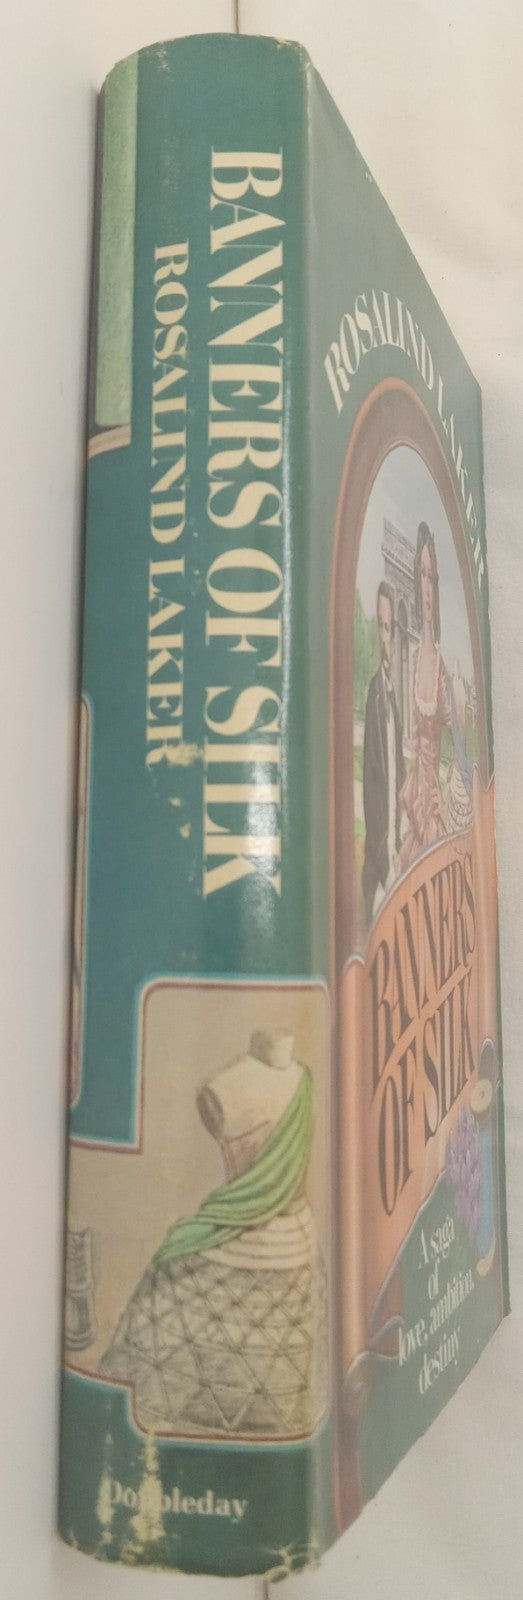 BANNERS OF SILK
ROSALIND LAKER
Doubleday
ROSALIND LAKER
BANNERS
OF SILK
A saga
of
love, ambition,
destiny